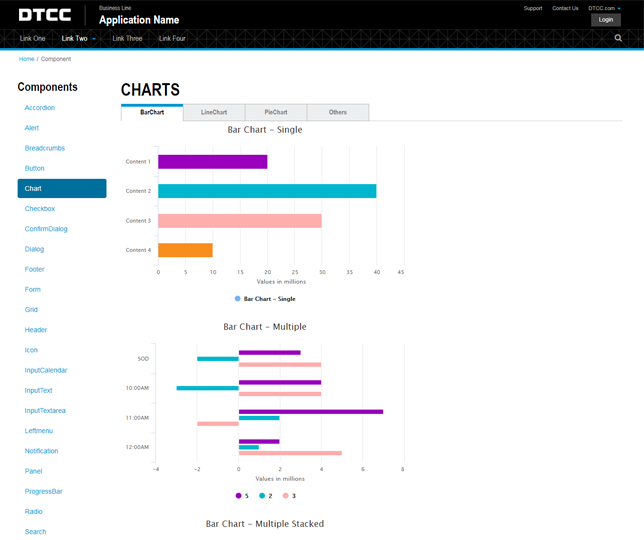 DTCC
Business Line
Application Name
Support Contact Us DTCC.com
Login
Link One Link Two Link Three Link Four
Home / Component
Components
Accordion
Alert
Breadcrumbs
Button
Chart
Checkbox
ConfirmDialog
Dialog
Footer
Form
Grid
Header
Icon
InputCalendar
InputText
InputTextarea
Leftmenu
Notification
Panel
ProgressBar
Radio
Search
CHARTS
BarChart LineChart PieChart Others
Bar Chart - Single
Content 1
Content 2
Content 3
Content 4
0 5 10 15 20 25 30 35 40 45
Values in millions
Bar Chart - Single
Bar Chart - Multiple
SOD
10:00AM
11:00AM
12:00AM
-4 -2 0 2 4 6 8
Values in millions
5 2 3
Bar Chart - Multiple Stacked